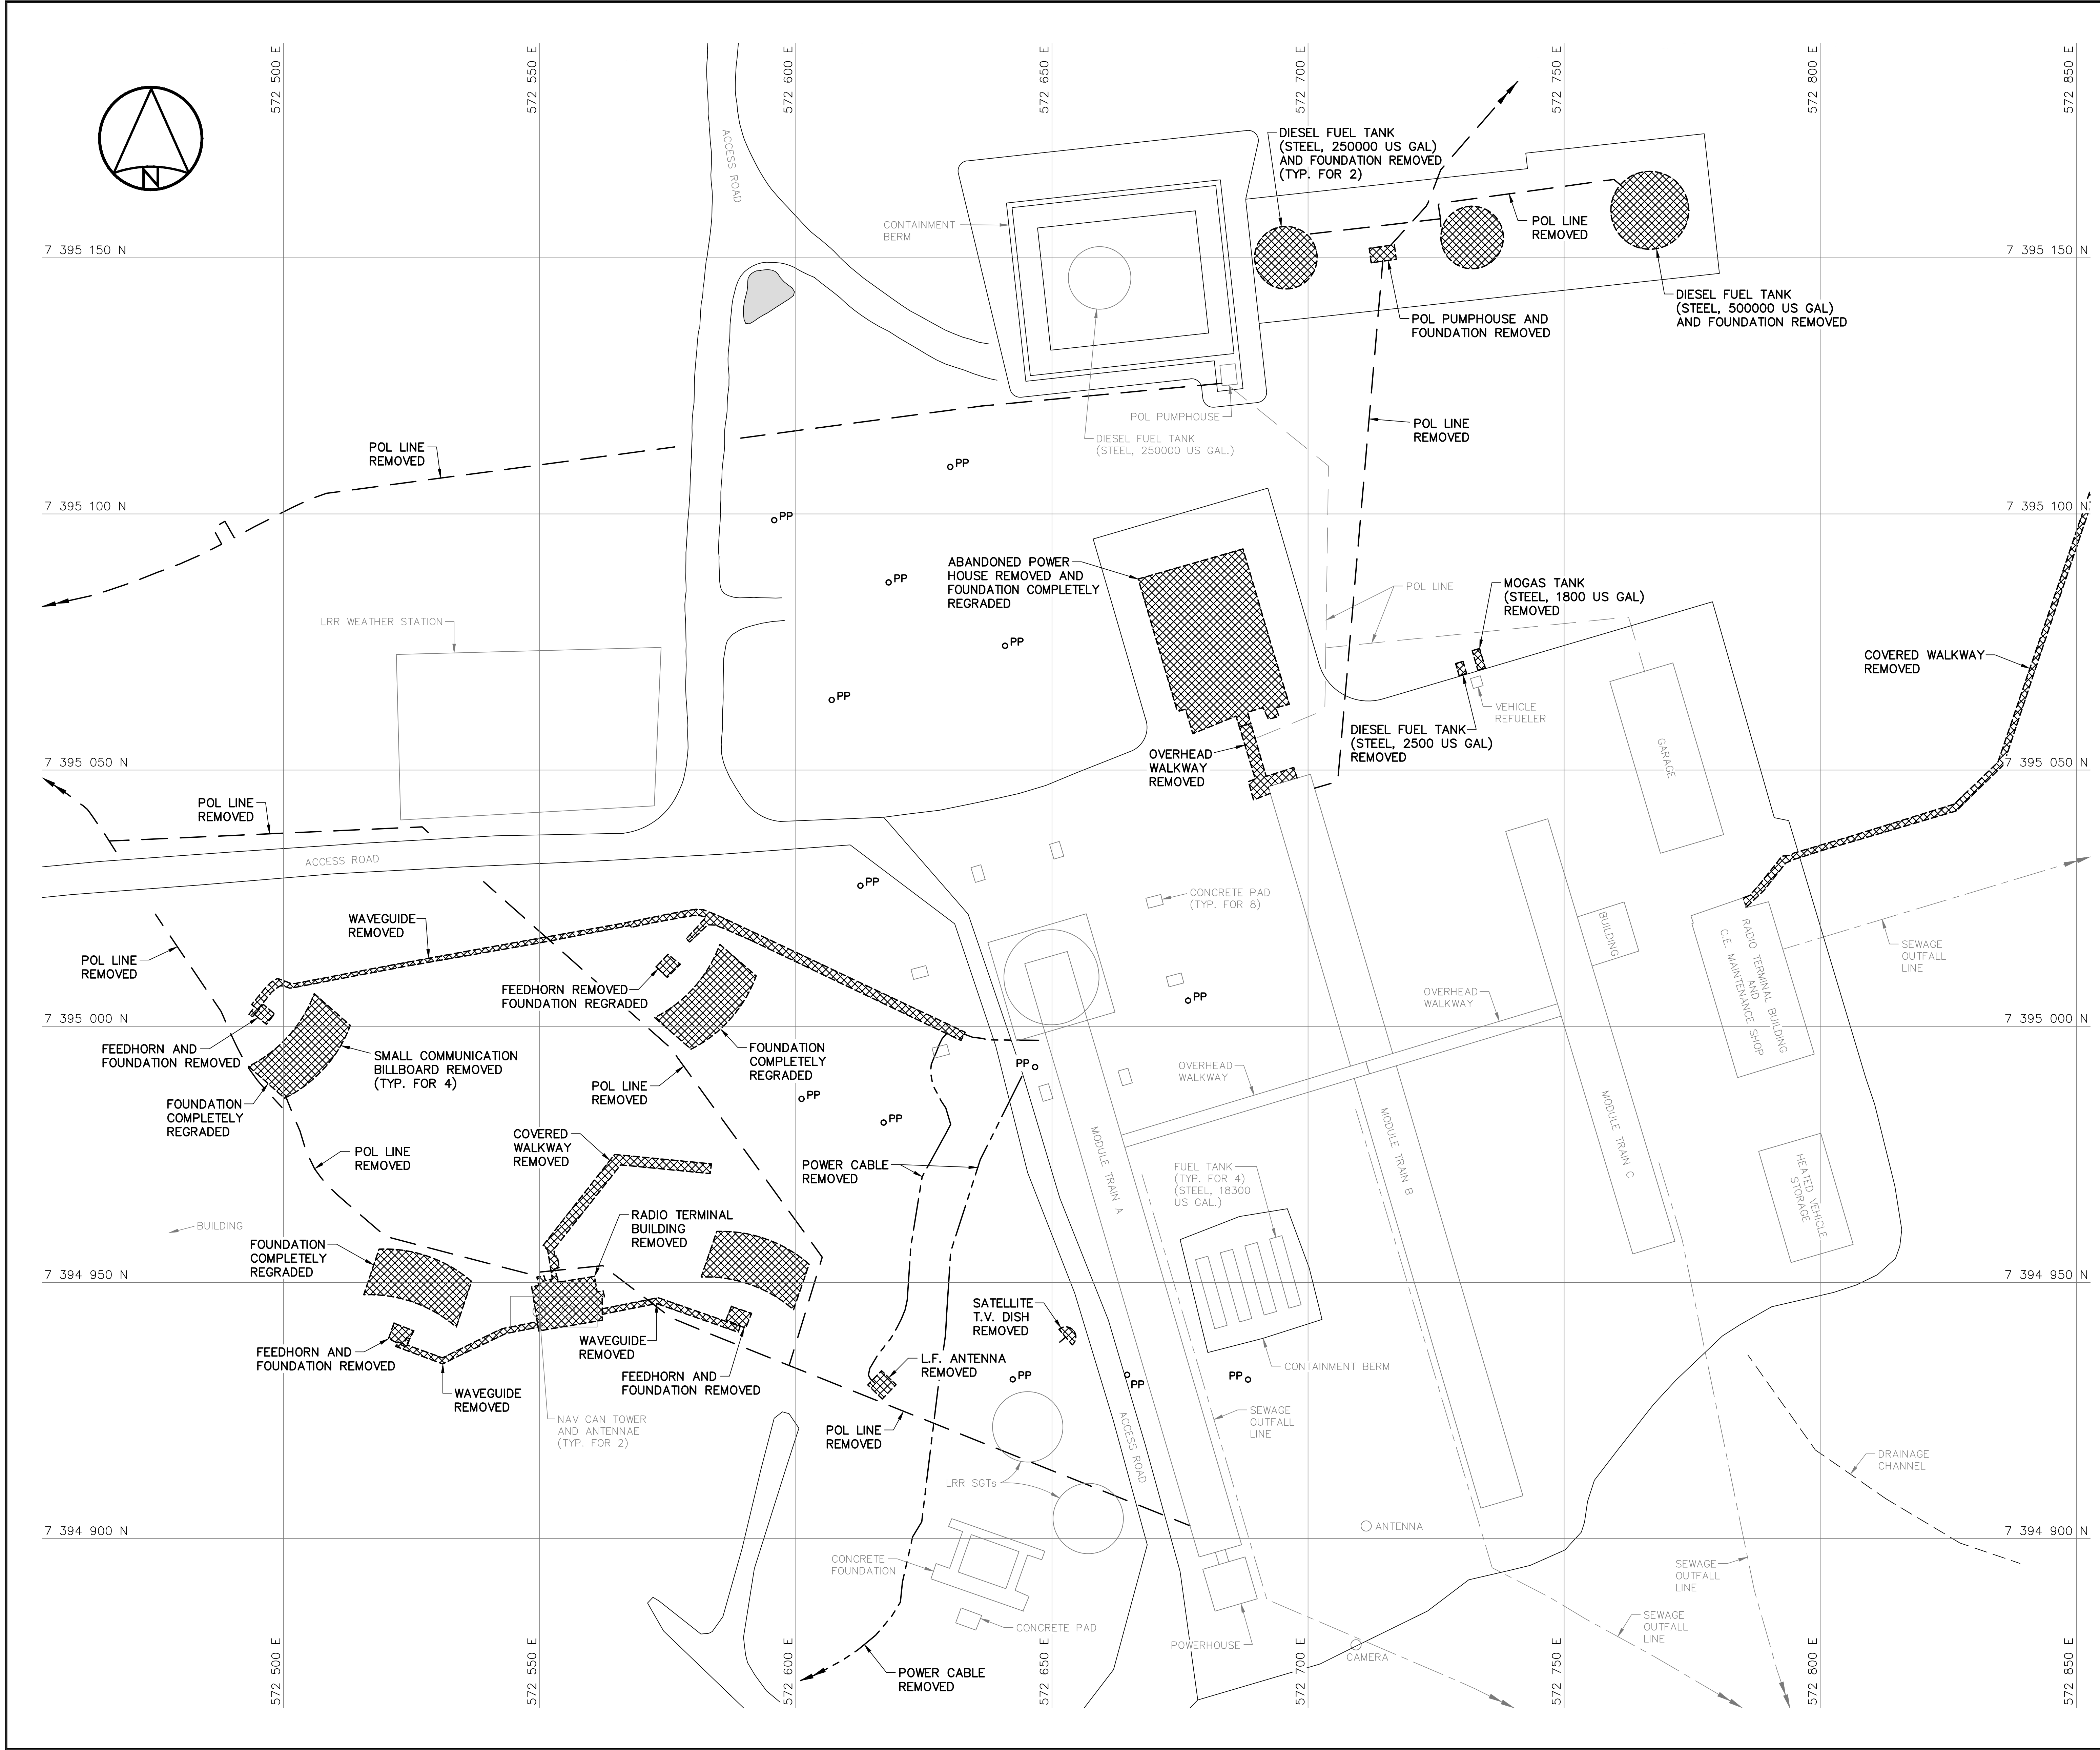 572 500 E
572 550 E
572 600 E
572 650 E
572 700 E
572 750 E
572 800 E
572 850 E
N
ACCESS ROAD
DIESEL FUEL TANK
(STEEL, 250000 US GAL)
AND FOUNDATION REMOVED
(TYP. FOR 2)
CONTAINMENT
BERM
POL LINE
REMOVED
7 395 150 N
7 395 150 N
DIESEL FUEL TANK
(STEEL, 500000 US GAL)
AND FOUNDATION REMOVED
POL PUMPHOUSE AND
FOUNDATION REMOVED
POL PUMPHOUSE
DIESEL FUEL TANK
(STEEL, 250000 US GAL.)
POL LINE
REMOVED
POL LINE
REMOVED
PP
7 395 100 N
7 395 100 N
PP
ABANDONED POWER
HOUSE REMOVED AND
FOUNDATION COMPLETELY
REGRADED
PP
POL LINE
MOGAS TANK
(STEEL, 1800 US GAL)
REMOVED
LRR WEATHER STATION
PP
COVERED WALKWAY
REMOVED
PP
VEHICLE
REFUELER
DIESEL FUEL TANK
(STEEL, 2500 US GAL)
REMOVED
OVERHEAD
WALKWAY
REMOVED
GARAGE
7 395 050 N
7 395 050 N
POL LINE
REMOVED
ACCESS ROAD
PP
CONCRETE PAD
(TYP. FOR 8)
WAVEGUIDE
REMOVED
BUILDING
RADIO TERMINAL BUILDING
AND
C.E. MAINTENANCE SHOP
SEWAGE
OUTFALL
LINE
POL LINE
REMOVED
FEEDHORN REMOVED
FOUNDATION REGRADED
PP
OVERHEAD
WALKWAY
7 395 000 N
7 395 000 N
FEEDHORN AND
FOUNDATION REMOVED
SMALL COMMUNICATION
BILLBOARD REMOVED
(TYP. FOR 4)
FOUNDATION
COMPLETELY
REGRADED
PP
OVERHEAD
WALKWAY
POL LINE
REMOVED
FOUNDATION
COMPLETELY
REGRADED
PP
PP
MODULE TRAIN A
MODULE TRAIN B
MODULE TRAIN C
COVERED
WALKWAY
REMOVED
POL LINE
REMOVED
POWER CABLE
REMOVED
FUEL TANK
(TYP. FOR 4)
(STEEL, 18300
US GAL.)
HEATED VEHICLE
STORAGE
BUILDING
RADIO TERMINAL
BUILDING
REMOVED
FOUNDATION
COMPLETELY
REGRADED
7 394 950 N
7 394 950 N
SATELLITE
T.V. DISH
REMOVED
FEEDHORN AND
FOUNDATION REMOVED
WAVEGUIDE
REMOVED
L.F. ANTENNA
REMOVED
CONTAINMENT BERM
FEEDHORN AND
FOUNDATION REMOVED
PP
PP
PP
WAVEGUIDE
REMOVED
NAV CAN TOWER
AND ANTENNAE
(TYP. FOR 2)
POL LINE
REMOVED
ACCESS ROAD
SEWAGE
OUTFALL
LINE
DRAINAGE
CHANNEL
LRR SGTs
7 394 900 N
7 394 900 N
ANTENNA
CONCRETE
FOUNDATION
SEWAGE
OUTFALL
LINE
CONCRETE PAD
SEWAGE
OUTFALL
LINE
POWERHOUSE
CAMERA
POWER CABLE
REMOVED
572 500 E
572 550 E
572 600 E
572 650 E
572 700 E
572 750 E
572 800 E
572 850 E